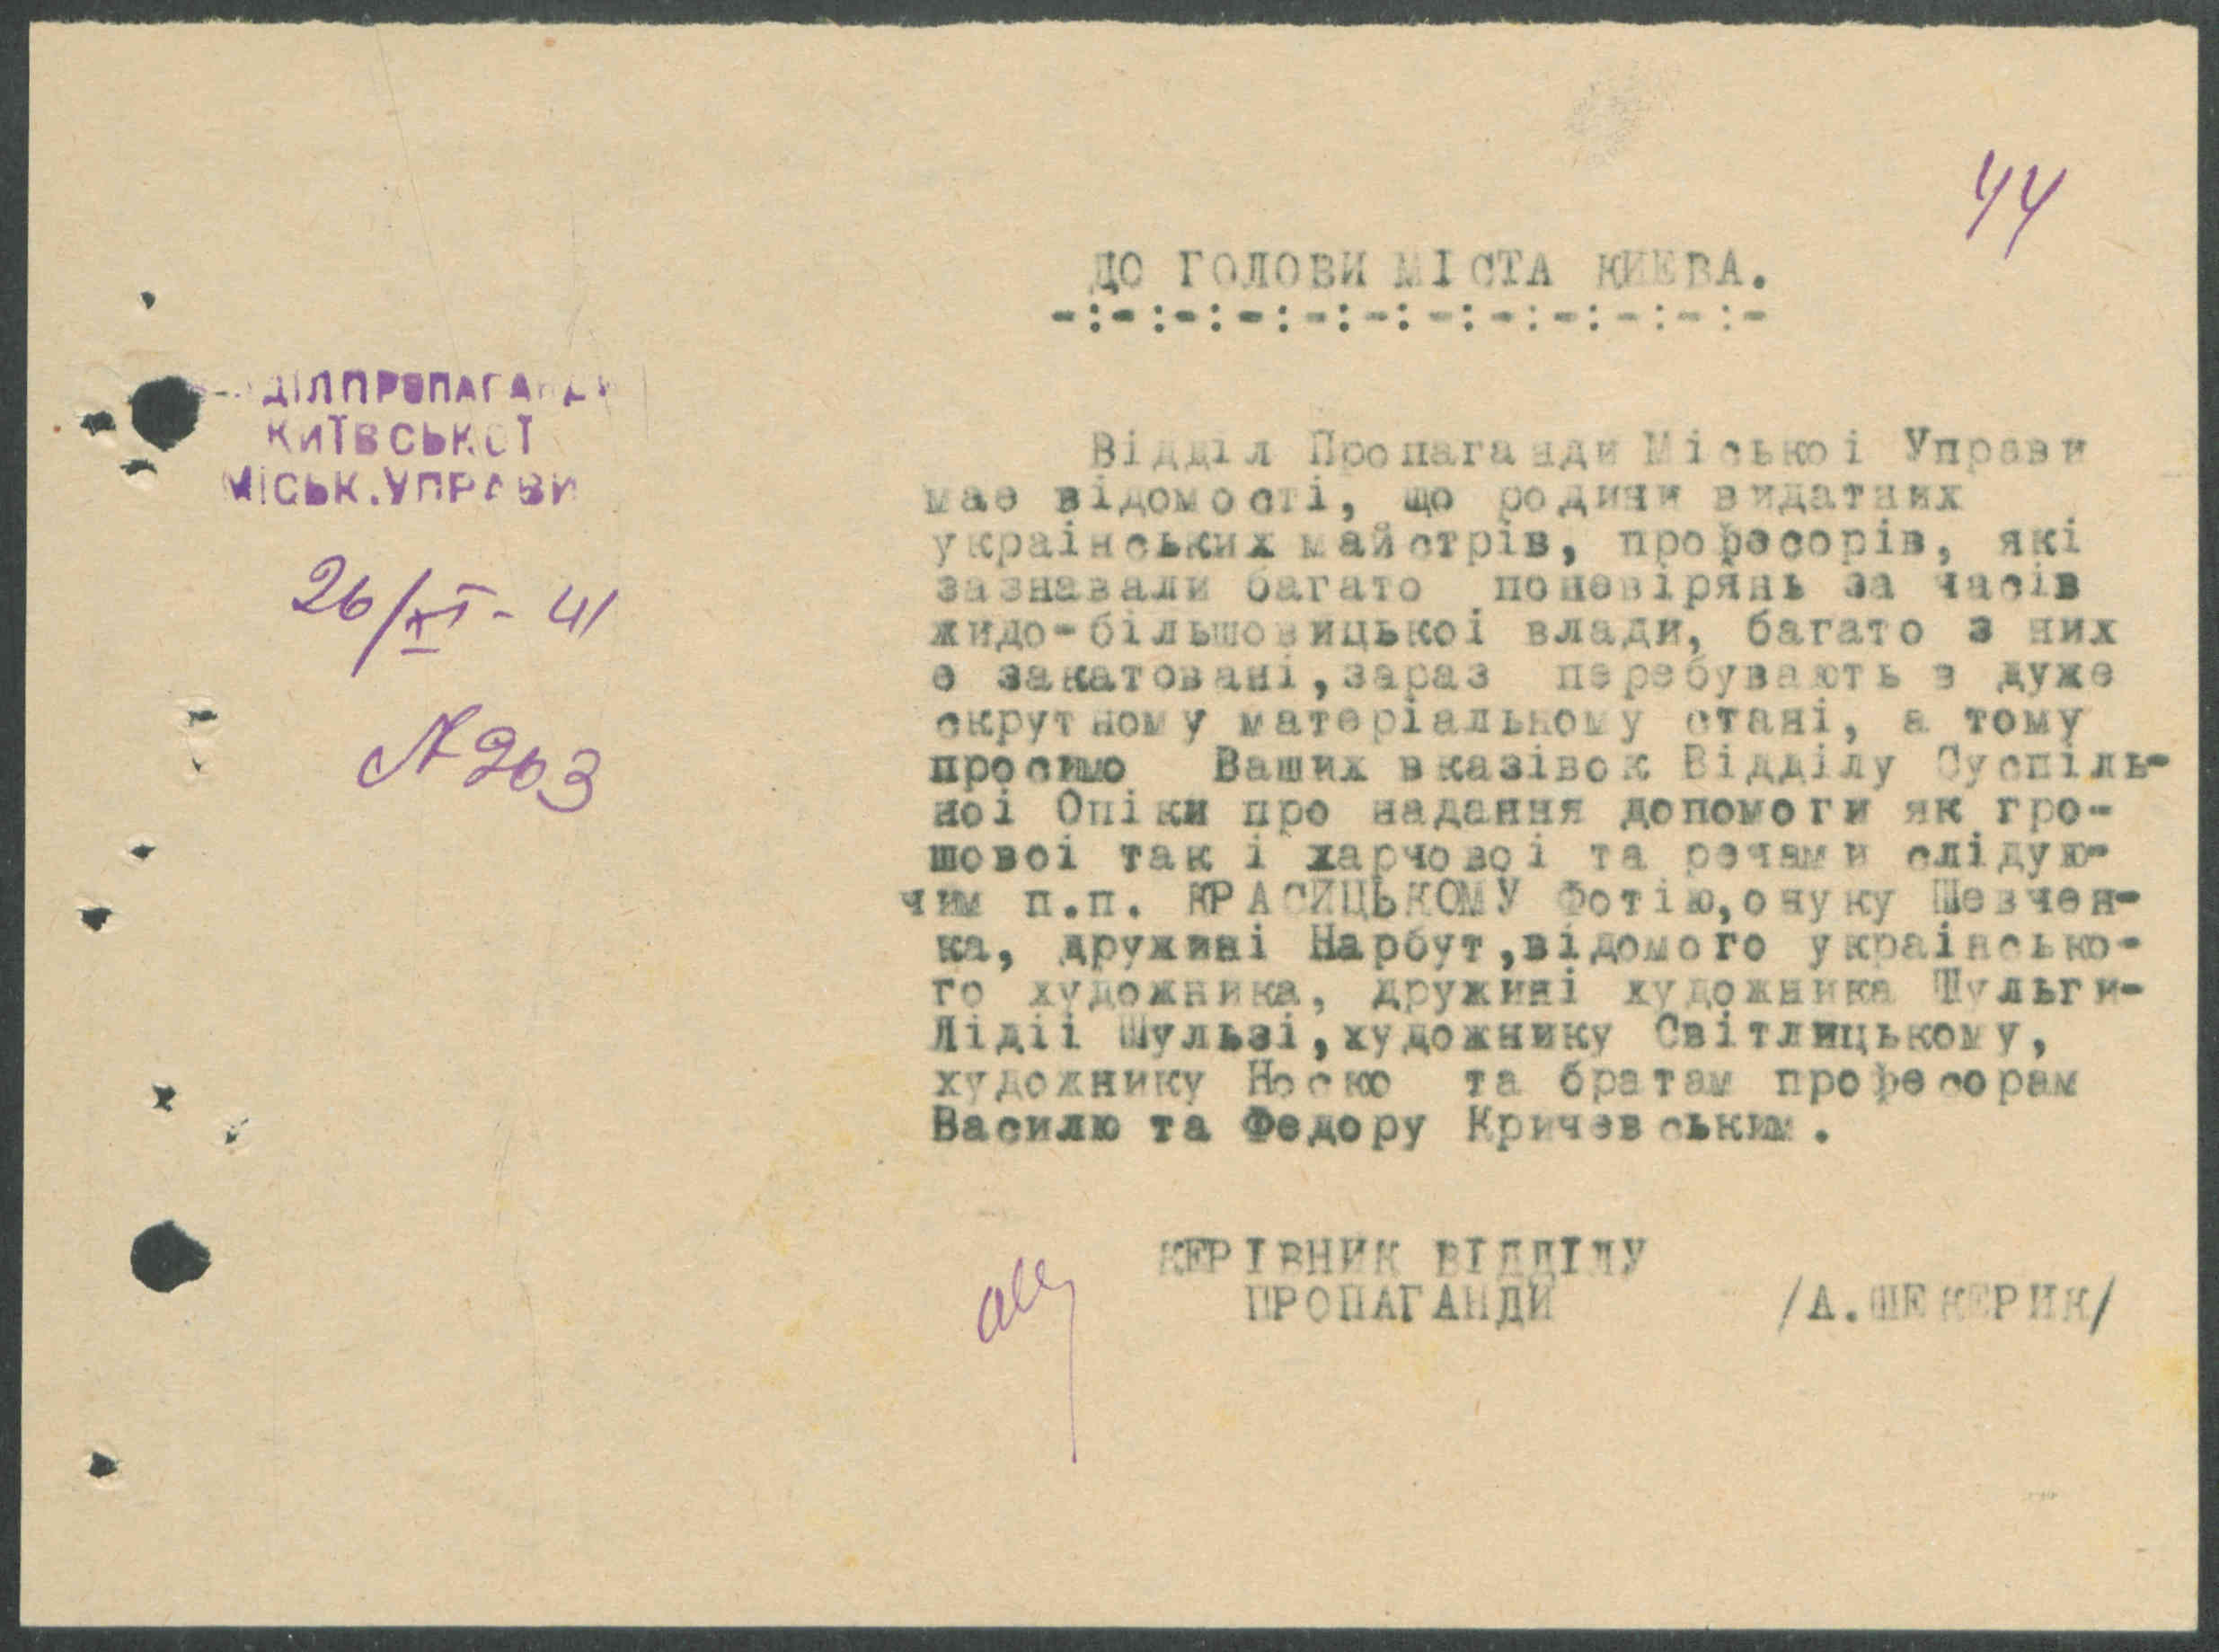 44
ДО ГОЛОВИ МІСТА КИЕВА.
-:-:-:-:-:-:-:-:-:-:-:-
ДІЛ ПРОПАГАНДИ
КИЇВСЬКОЇ
МІСЬК.УПРАВИ
26/XI- 41
№ 203
Відділ Пропаганди Міської Управи
має відомості, що родини видатних
українських майстрів, професорів, які
зазнавали багато поневірянь за часів
жидо-більшовицької влади, багато з них
є закатовані,зараз перебувають в дуже
скрутному матеріальному стані, а тому
просимо Ваших вказівок Відділу Суспіль-
ної Опіки про надання допомоги як гро-
шової так і харчової та речами слідую-
чим п.п. КРАСИЦЬКОМУ Фотію,онуку Шевчен-
ка, дружині Нарбут,відомого українсько-
го художника, дружині художника Шульги-
Лідії Шульзі,художнику Світлицькому,
художнику Носко та братам професорам
Василю та Федору Кричевським.
КЕРІВНИК ВІДДІЛУ
ПРОПАГАНДИ /А.ШЕКЕРИК/